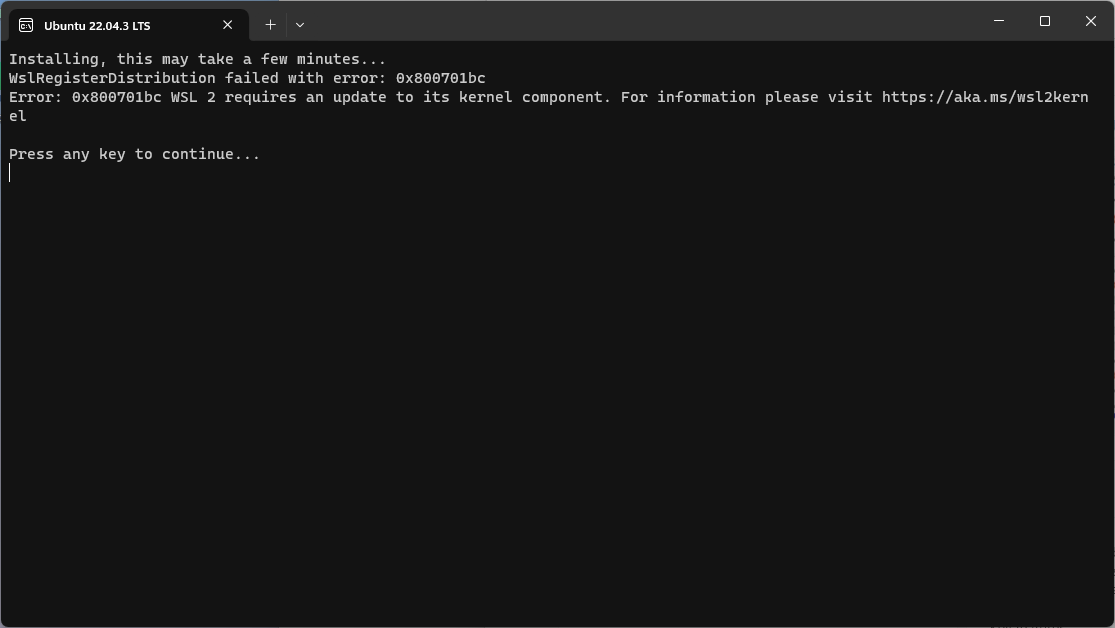 Ubuntu 22.04.3 LTS
Installing, this may take a few minutes...
WslRegisterDistribution failed with error: 0x800701bc
Error: 0x800701bc WSL 2 requires an update to its kernel component. For information please visit https://aka.ms/wsl2kern
el
Press any key to continue...